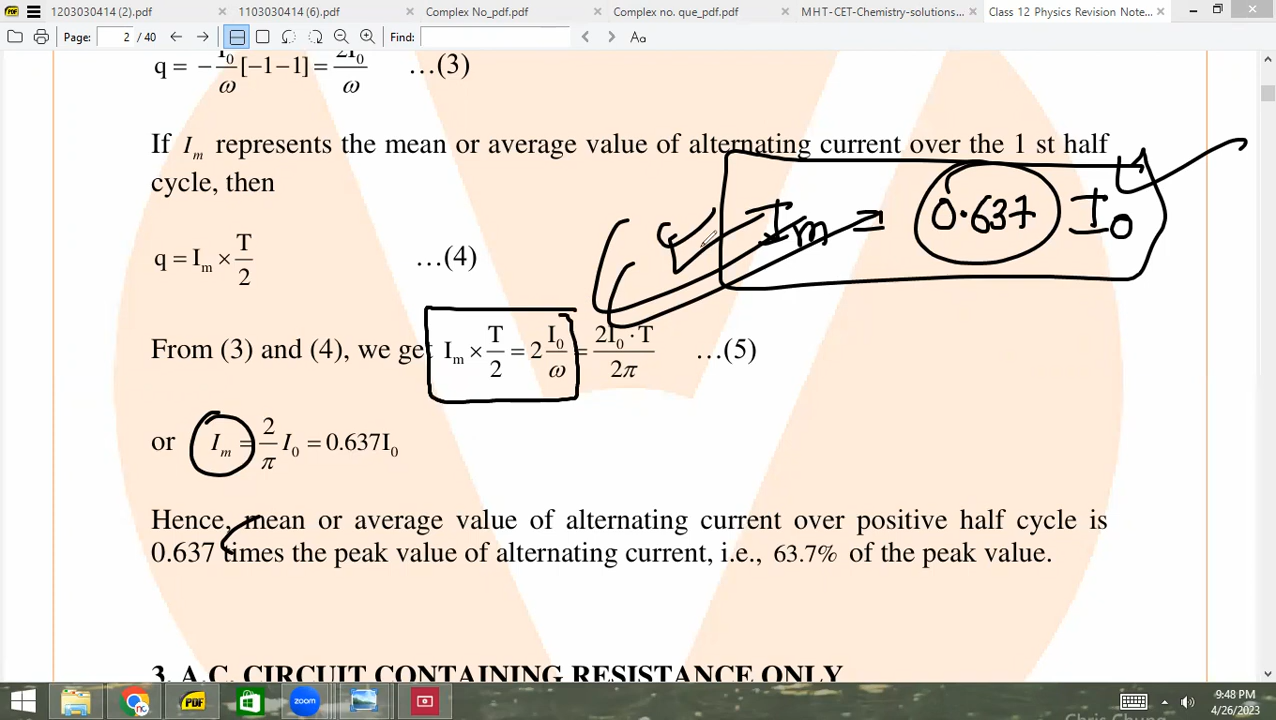 1203030414 (2).pdf × 1103030414 (6).pdf × Complex No_pdf.pdf × Complex no. que_pdf.pdf × MHT-CET-Chemistry-solutions... × Class 12 Physics Revision Note... ×
Page: 2 / 40 Find: Aa
q = − I₀/ω [−1−1] = 2I₀/ω …(3)
If Iₘ represents the mean or average value of alternating current over the 1 st half
cycle, then
Iₘ = 0.637 I₀
q = Iₘ × T/2 …(4)
From (3) and (4), we get Iₘ × T/2 = 2 I₀/ω = 2I₀·T/2π …(5)
or Iₘ = 2/π I₀ = 0.637I₀
Hence, mean or average value of alternating current over positive half cycle is
0.637 times the peak value of alternating current, i.e., 63.7% of the peak value.
3. A.C. CIRCUIT CONTAINING RESISTANCE ONLY
PDF zoom
9:48 PM
4/26/2023